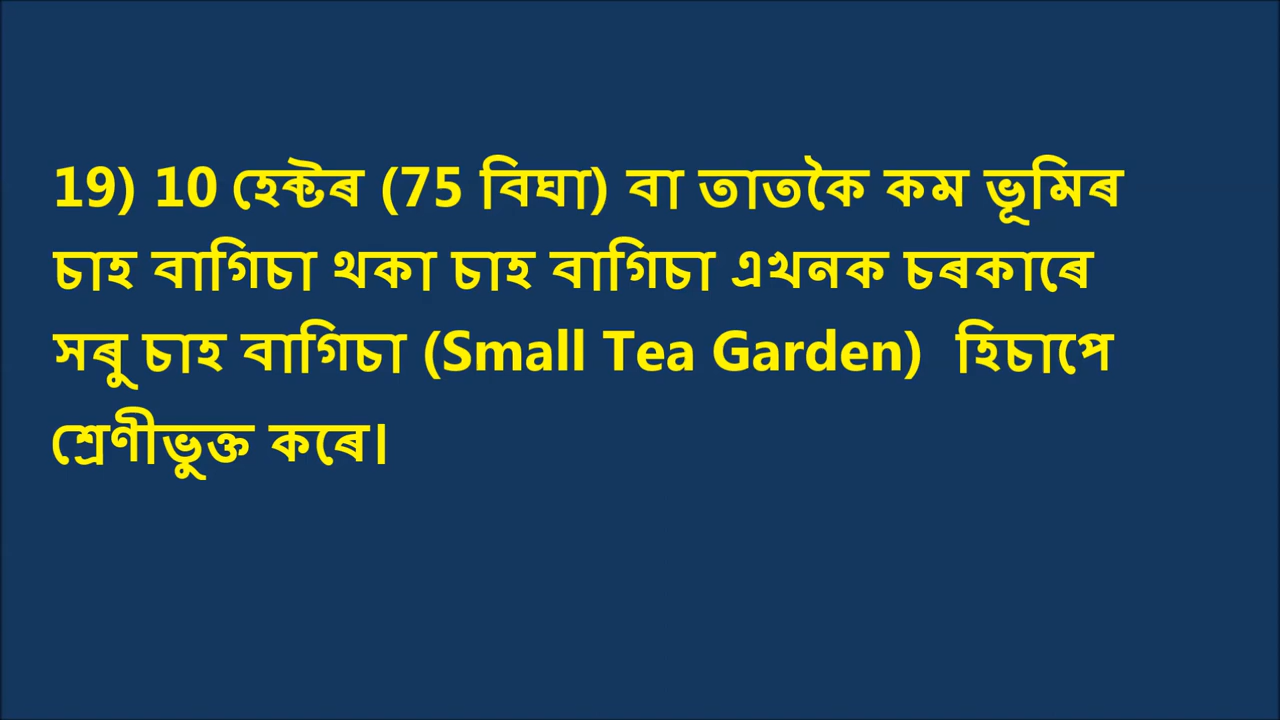 19) 10 হেক্টৰ (75 বিঘা) বা তাতকৈ কম ভূমিৰ
চাহ বাগিচা থকা চাহ বাগিচা এখনক চৰকাৰে
সৰু চাহ বাগিচা (Small Tea Garden) হিচাপে
শ্ৰেণীভুক্ত কৰে।